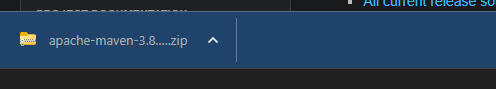 All current release so
apache-maven-3.8.....zip